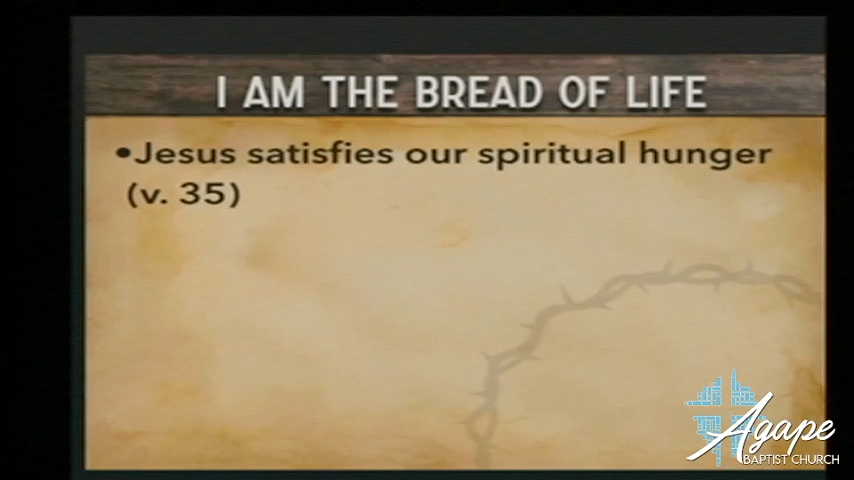 I AM THE BREAD OF LIFE
•Jesus satisfies our spiritual hunger
(v. 35)
Agape
BAPTIST CHURCH